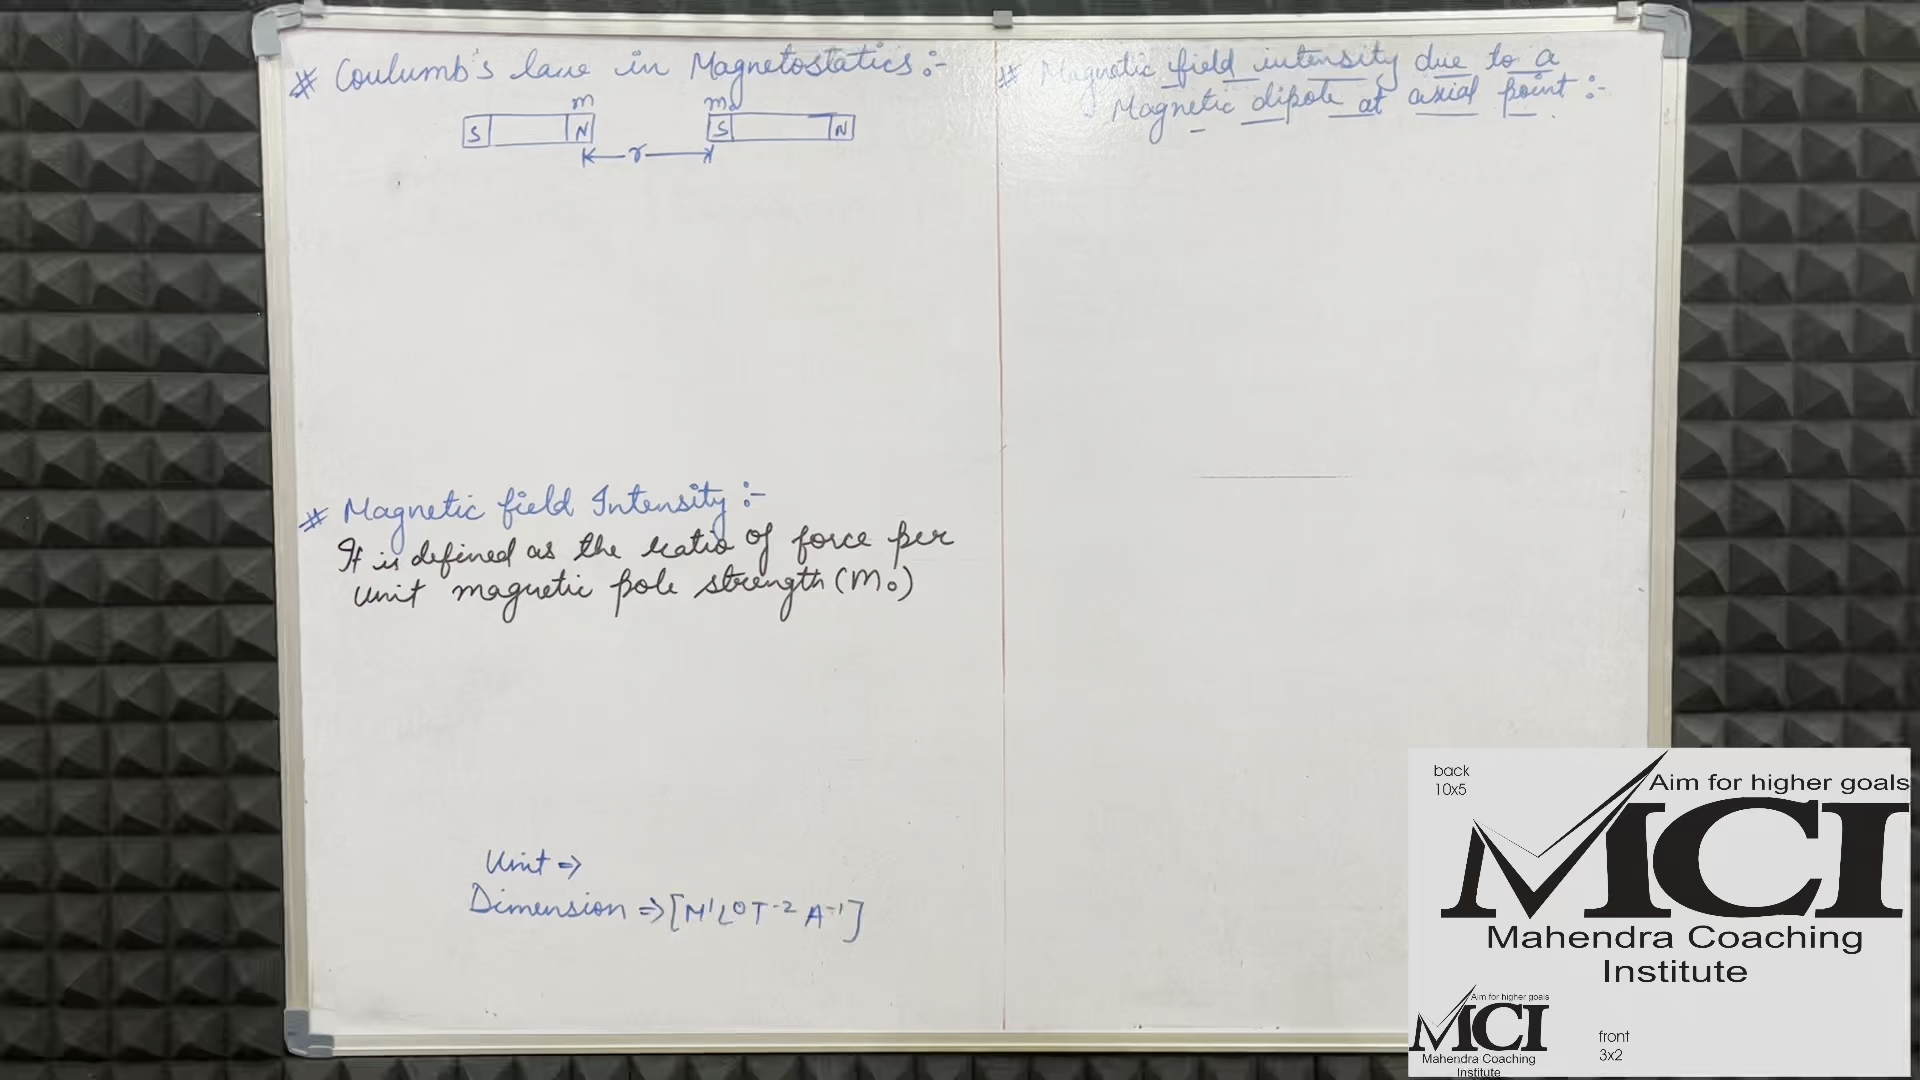 # Coulumb's law in Magnetostatics :-
m
m₀
S
N
S
N
r
# Magnetic field Intensity :-
It is defined as the ratio of force per
unit magnetic pole strength (m₀)
Unit ⇒
Dimension ⇒ [M¹L⁰T⁻² A⁻¹]
# Magnetic field intensity due to a
Magnetic dipole at axial point :-
back
10x5
Aim for higher goals
MCI
Mahendra Coaching
Institute
Aim for higher goals
MCI
Mahendra Coaching
Institute
front
3x2